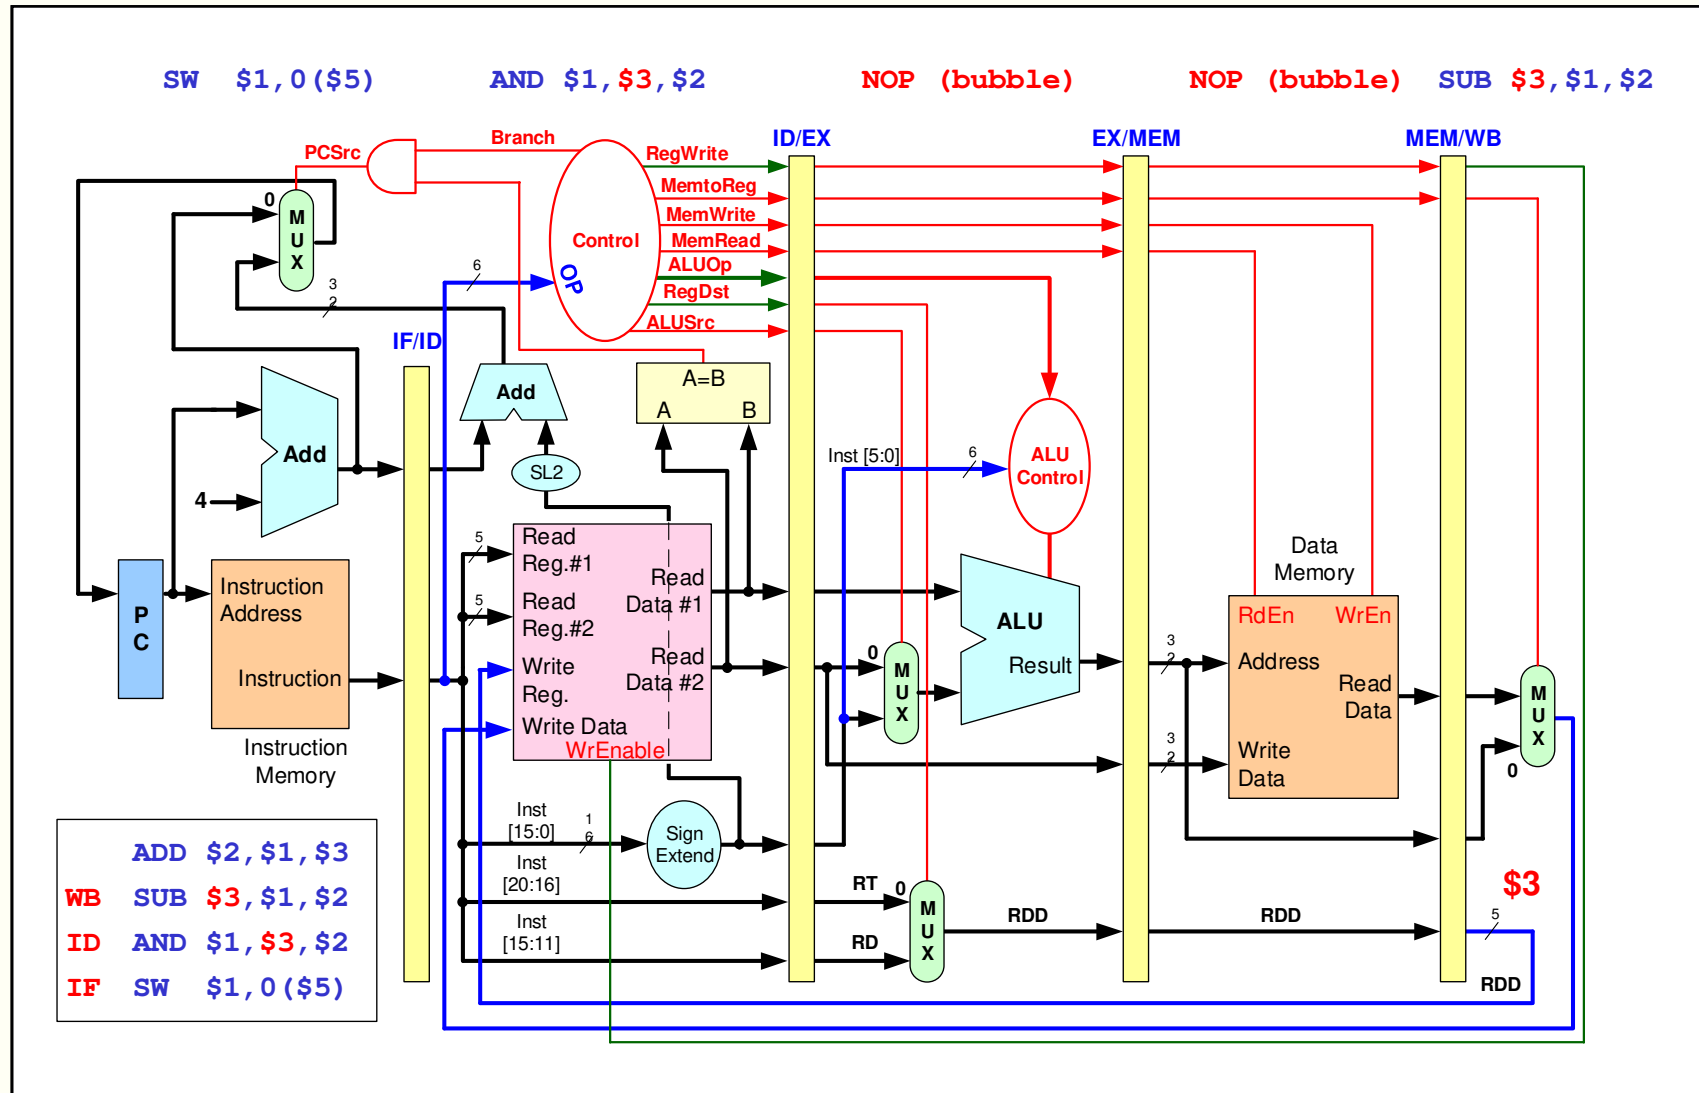 SW $1,0($5) AND $1,$3,$2 NOP (bubble) NOP (bubble) SUB $3,$1,$2
ID/EX EX/MEM MEM/WB
Branch
PCSrc
RegWrite
MemtoReg
MemWrite
MemRead
ALUOp
RegDst
ALUSrc
Control
OP
6
0
M
U
X
3
2
IF/ID
Add
A=B
A B
Add
4
SL2
Inst [5:0]
6
ALU
Control
P
C
Instruction
Address
Instruction
Instruction
Memory
5
Read
Reg.#1
5
Read
Reg.#2
Write
Reg.
Write Data
WrEnable
Read
Data #1
Read
Data #2
0
M
U
X
ALU
Result
Data
Memory
RdEn WrEn
3
2
Address
Read
Data
3
2
Write
Data
M
U
X
0
Inst
[15:0]
1
6
Sign
Extend
Inst
[20:16]
Inst
[15:11]
RT
0
RD
M
U
X
RDD
RDD
$3
5
RDD
ADD $2,$1,$3
WB SUB $3,$1,$2
ID AND $1,$3,$2
IF SW $1,0($5)